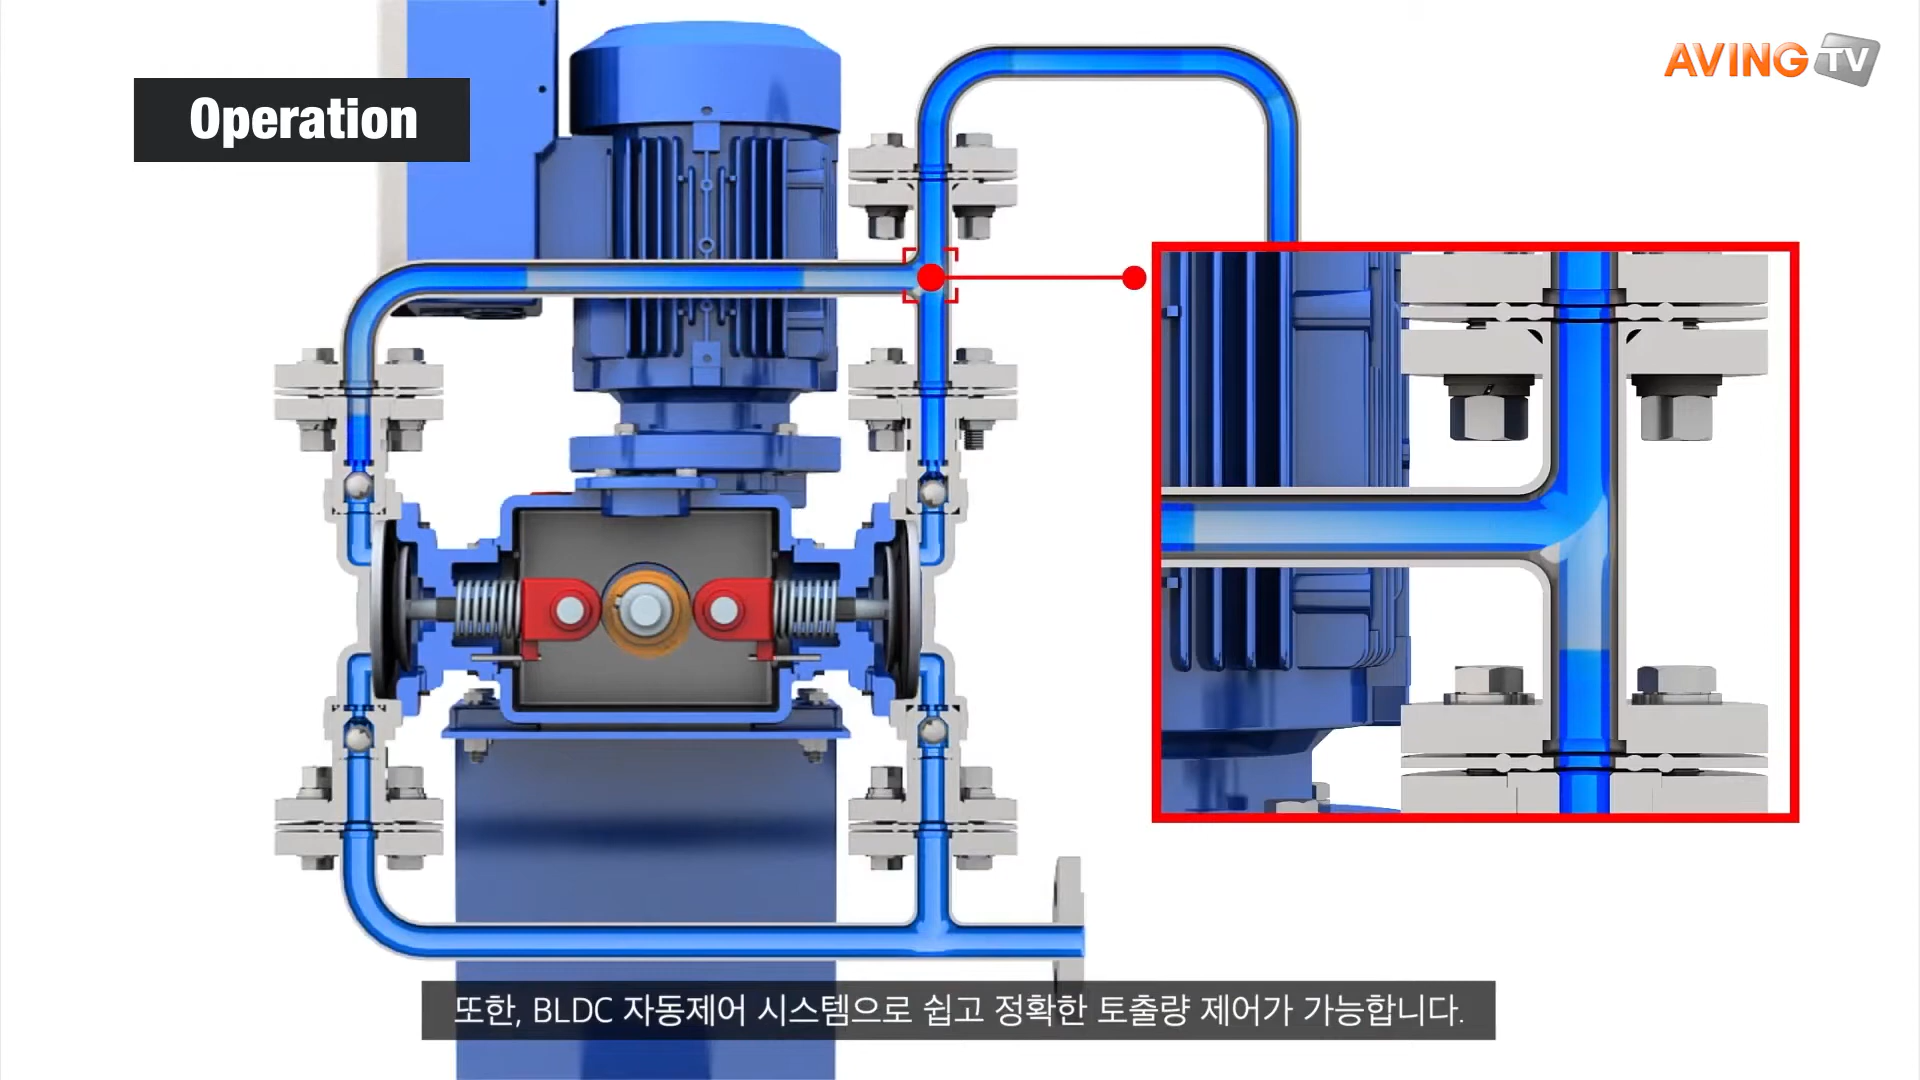 AVING TV
Operation
또한, BLDC 자동제어 시스템으로 쉽고 정확한 토출량 제어가 가능합니다.